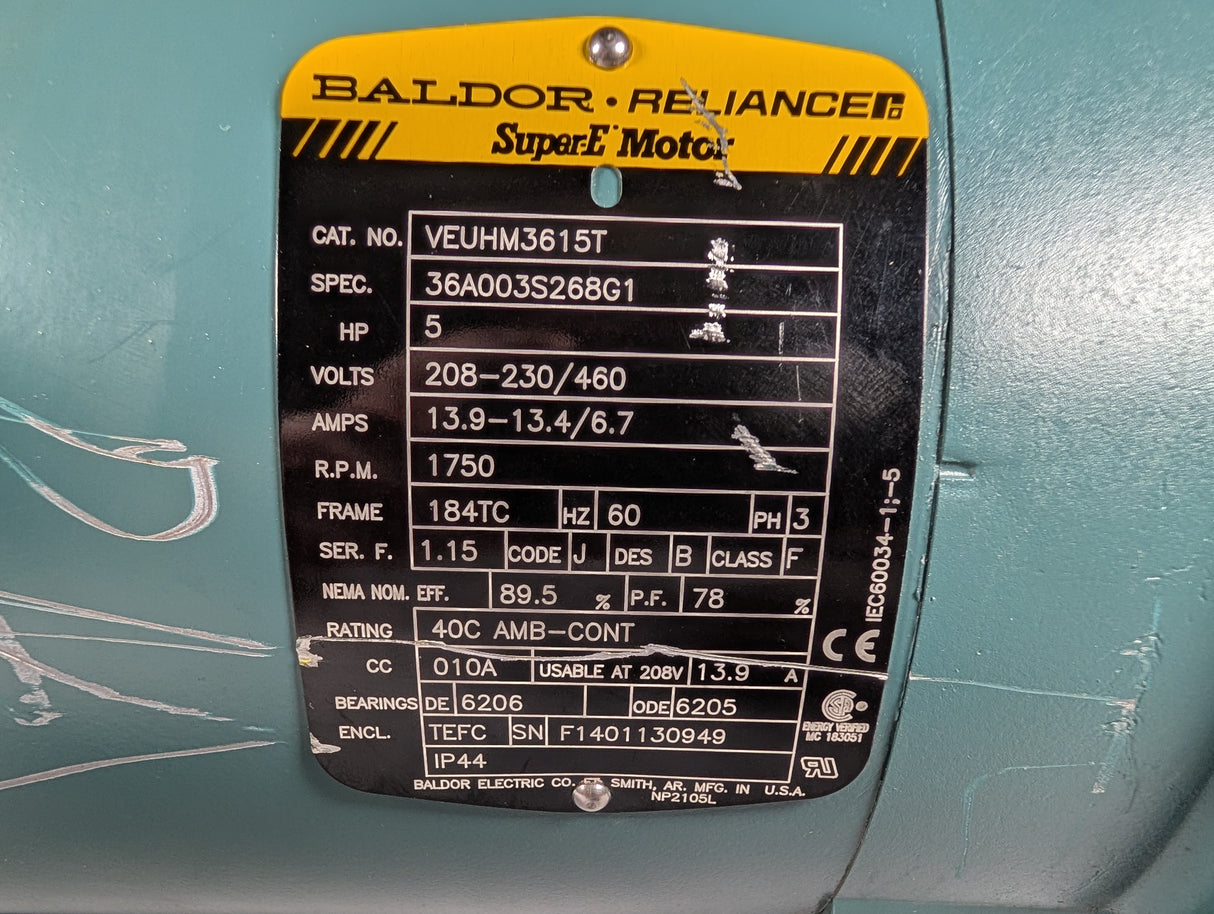 BALDOR • RELIANCE
Super-E Motor
CAT. NO. VEUHM3615T
SPEC. 36A003S268G1
HP 5
VOLTS 208-230/460
AMPS 13.9-13.4/6.7
R.P.M. 1750
FRAME 184TC HZ 60 PH 3
SER. F. 1.15 CODE J DES B CLASS F
NEMA NOM. EFF. 89.5 % P.F. 78 %
RATING 40C AMB-CONT
CC 010A USABLE AT 208V 13.9 A
BEARINGS DE 6206 ODE 6205
ENCL. TEFC SN F1401130949
IP44
BALDOR ELECTRIC CO. SMITH, AR. MFG. IN U.S.A.
NP2105L
IEC60034-1;-5
CE
ENERGY VERIFIED
MC 183051